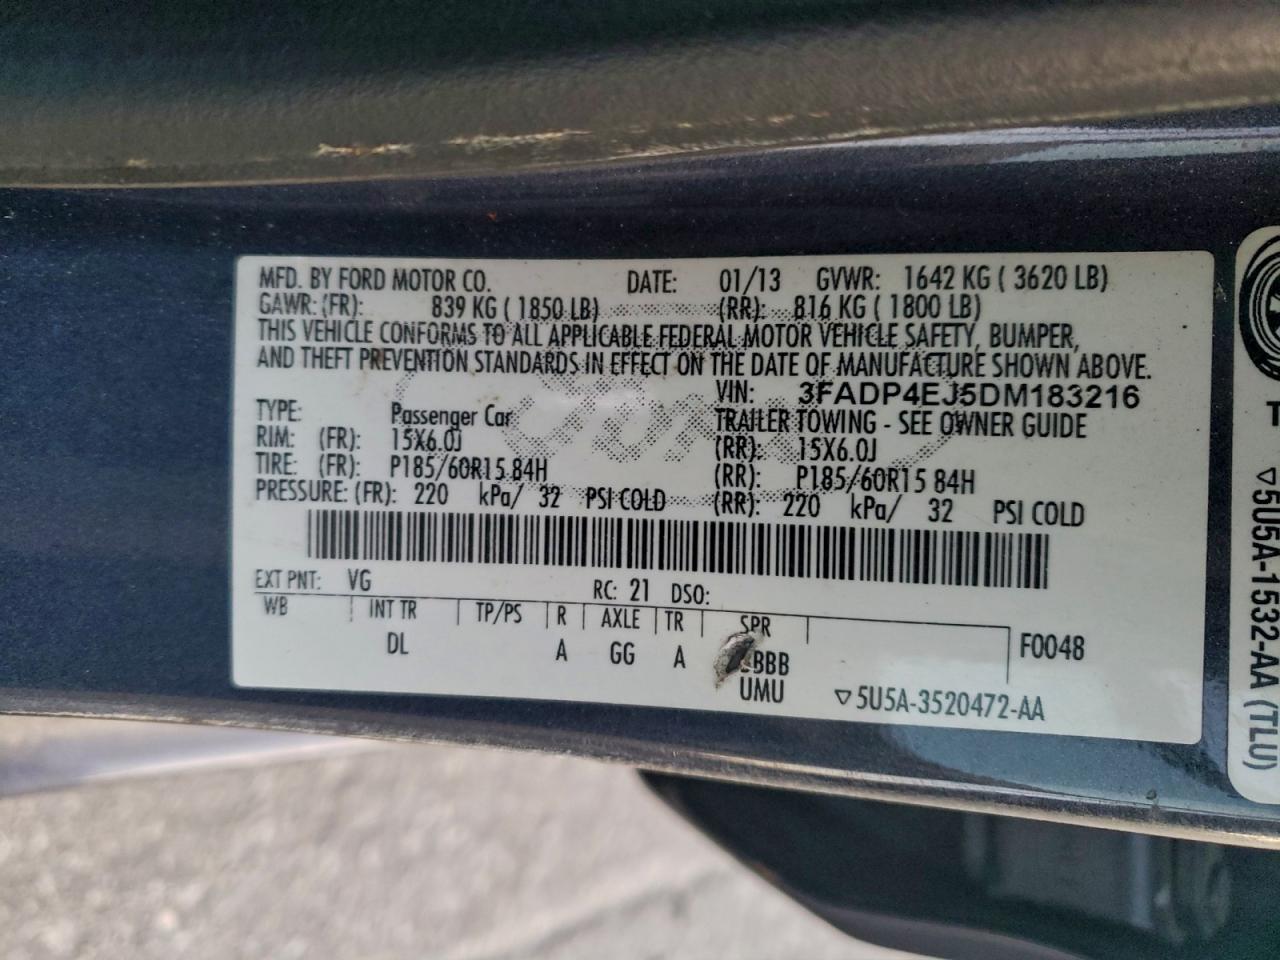 MFD. BY FORD MOTOR CO. DATE: 01/13 GVWR: 1642 KG ( 3620 LB)
GAWR: (FR): 839 KG ( 1850 LB) (RR): 816 KG ( 1800 LB)
THIS VEHICLE CONFORMS TO ALL APPLICABLE FEDERAL MOTOR VEHICLE SAFETY, BUMPER,
AND THEFT PREVENTION STANDARDS IN EFFECT ON THE DATE OF MANUFACTURE SHOWN ABOVE.
VIN: 3FADP4EJ5DM183216
TYPE: Passenger Car TRAILER TOWING - SEE OWNER GUIDE
RIM: (FR): 15X6.0J (RR): 15X6.0J
TIRE: (FR): P185/60R15 84H (RR): P185/60R15 84H
PRESSURE: (FR): 220 kPa/ 32 PSI COLD (RR): 220 kPa/ 32 PSI COLD
EXT PNT: VG RC: 21 DSO:
WB INT TR TP/PS R AXLE TR SPR
DL A GG A BBB F0048
UMU ▽5U5A-3520472-AA
▽5U5A-1532-AA (TLU)